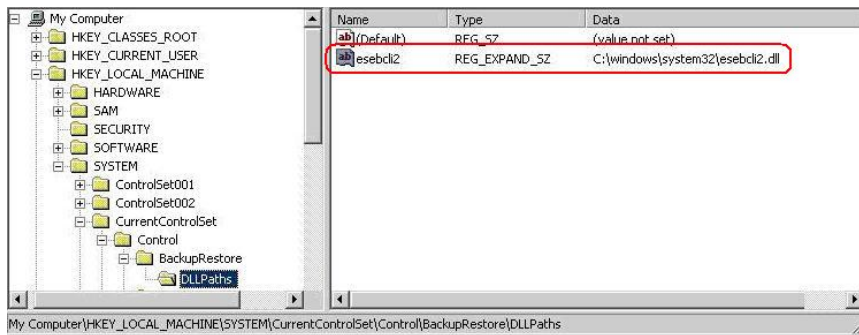 My Computer
HKEY_CLASSES_ROOT
HKEY_CURRENT_USER
HKEY_LOCAL_MACHINE
HARDWARE
SAM
SECURITY
SOFTWARE
SYSTEM
ControlSet001
ControlSet002
CurrentControlSet
Control
BackupRestore
DLLPaths
Name Type Data
(Default) REG_SZ (value not set)
esebcli2 REG_EXPAND_SZ C:\windows\system32\esebcli2.dll
My Computer\HKEY_LOCAL_MACHINE\SYSTEM\CurrentControlSet\Control\BackupRestore\DLLPaths